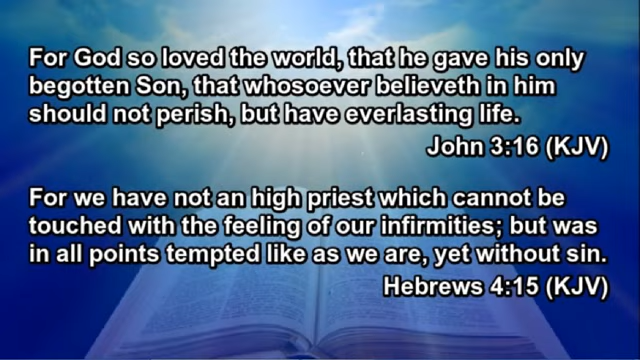 For God so loved the world, that he gave his only
begotten Son, that whosoever believeth in him
should not perish, but have everlasting life.
John 3:16 (KJV)
For we have not an high priest which cannot be
touched with the feeling of our infirmities; but was
in all points tempted like as we are, yet without sin.
Hebrews 4:15 (KJV)